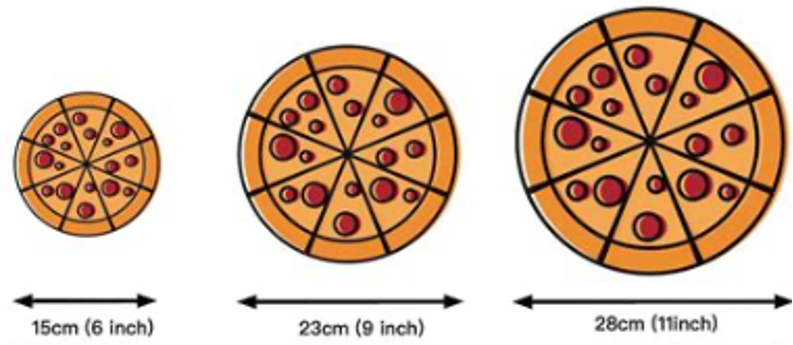 15cm (6 inch)
23cm (9 inch)
28cm (11inch)